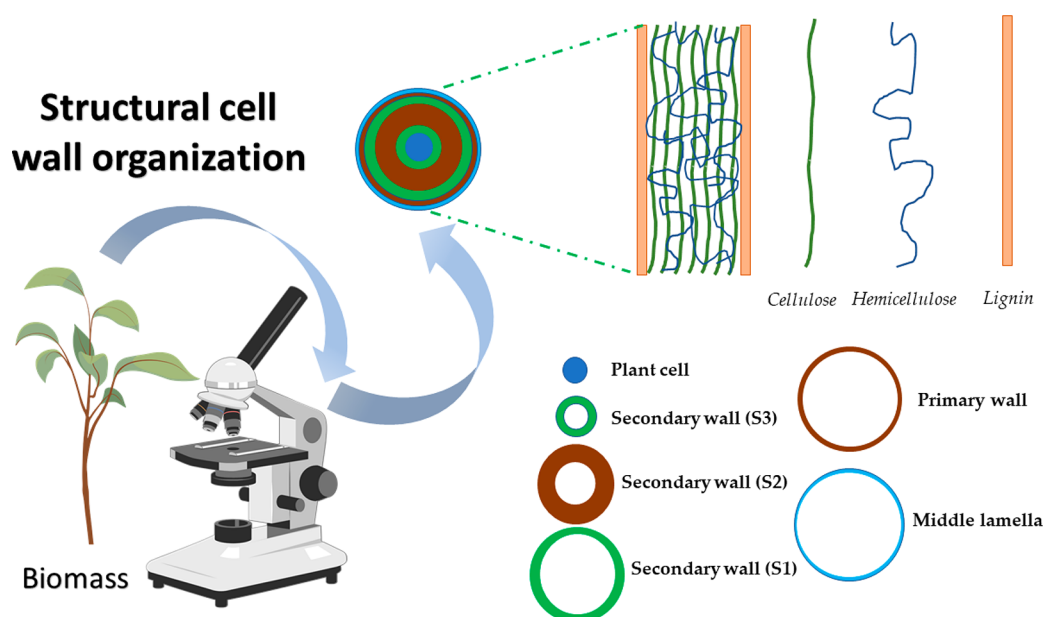 Structural cell
wall organization
Biomass
Cellulose
Hemicellulose
Lignin
Plant cell
Secondary wall (S3)
Secondary wall (S2)
Secondary wall (S1)
Primary wall
Middle lamella